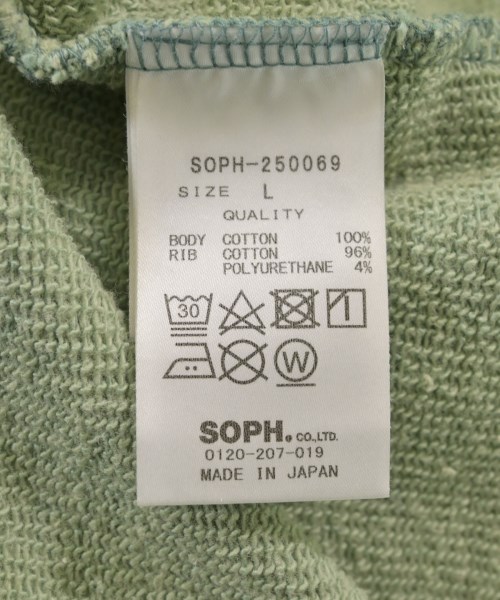 SOPH-250069
SIZE L
QUALITY
BODY COTTON 100%
RIB COTTON 96%
POLYURETHANE 4%
30
W
SOPH. CO.,LTD.
0120-207-019
MADE IN JAPAN